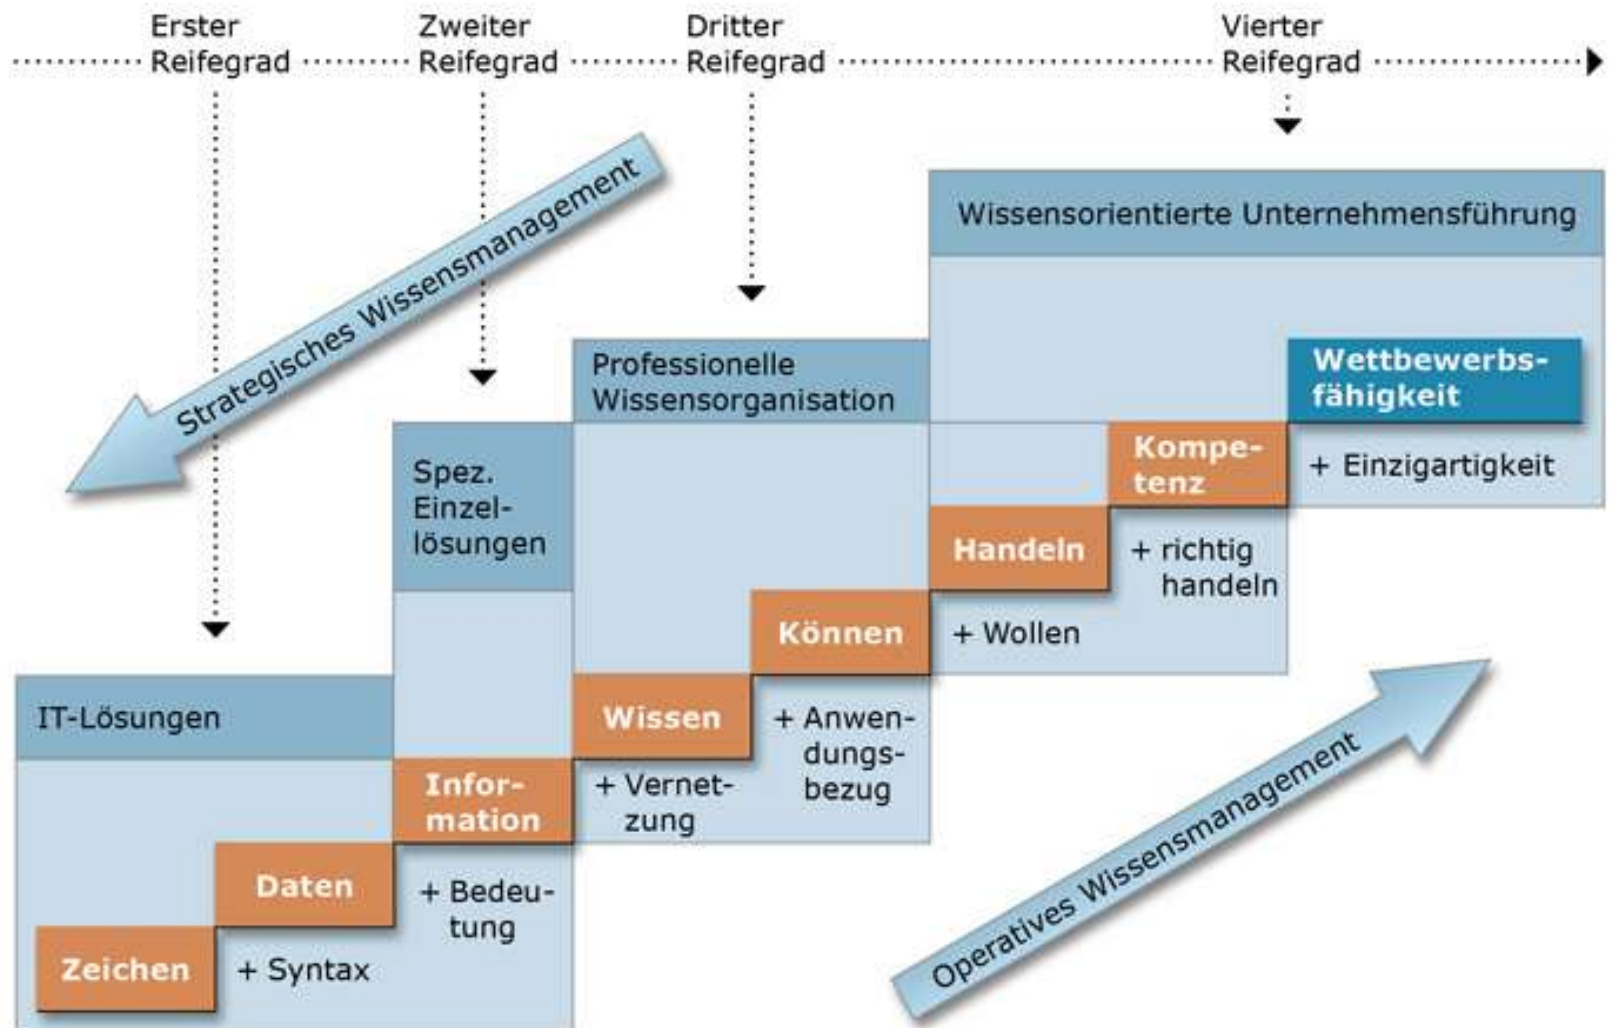 Erster
Reifegrad
Zweiter
Reifegrad
Dritter
Reifegrad
Vierter
Reifegrad
Strategisches Wissensmanagement
Wissensorientierte Unternehmensführung
Professionelle
Wissensorganisation
Wettbewerbs-
fähigkeit
Spez.
Einzel-
lösungen
Kompe-
tenz
+ Einzigartigkeit
Handeln
+ richtig
handeln
Können
+ Wollen
IT-Lösungen
Wissen
+ Anwen-
dungs-
bezug
Infor-
mation
+ Vernet-
zung
Daten
+ Bedeu-
tung
Zeichen
+ Syntax
Operatives Wissensmanagement